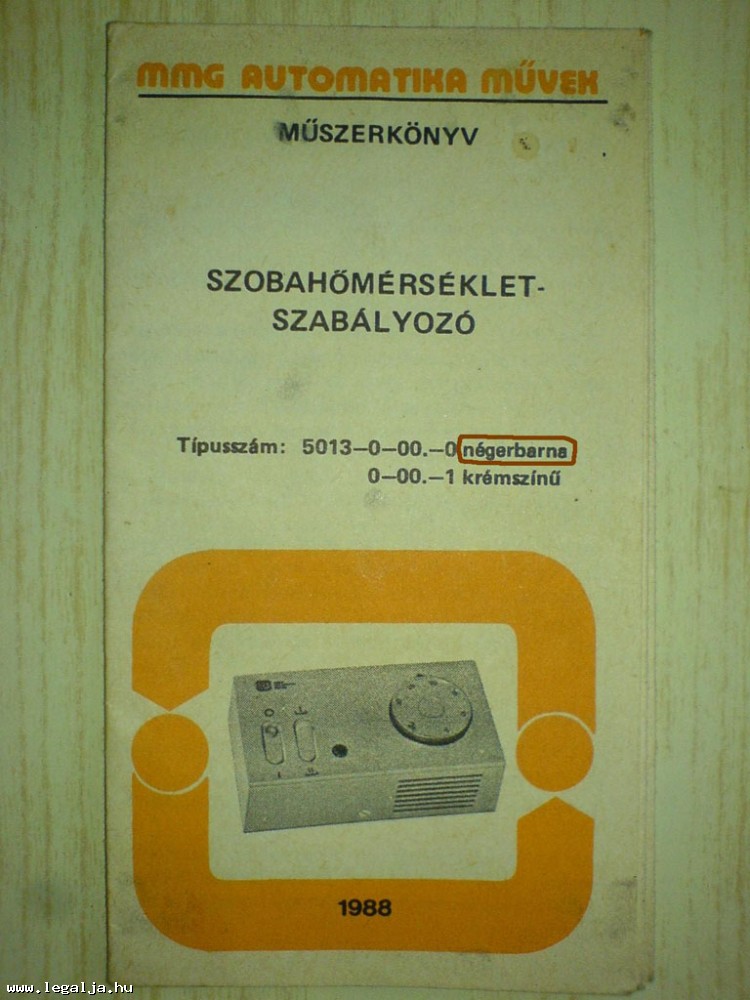 MMG AUTOMATIKA MŰVEK
MŰSZERKÖNYV
SZOBAHŐMÉRSÉKLET-
SZABÁLYOZÓ
Típusszám: 5013–0–00.–0 négerbarna
0–00.–1 krémszínű
1988
www.legalja.hu